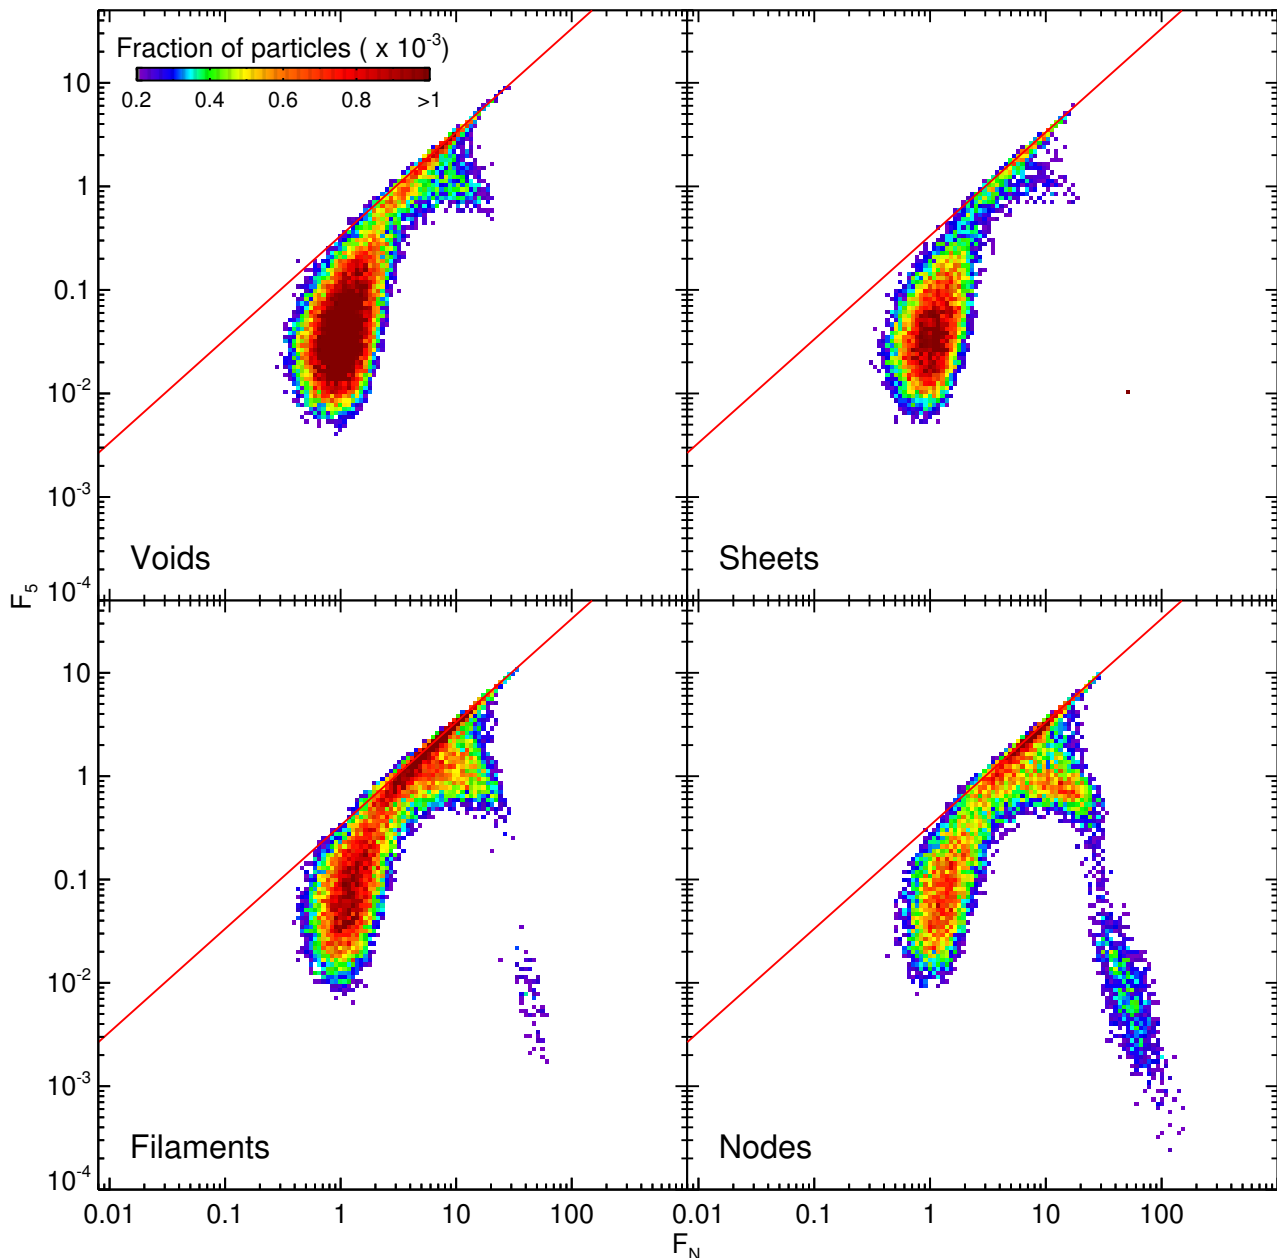 Fraction of particles ( x 10⁻³)
0.2 0.4 0.6 0.8 >1
10
1
0.1
10⁻²
10⁻³
10⁻⁴
Voids
Sheets
F₅
10
1
0.1
10⁻²
10⁻³
10⁻⁴
Filaments
Nodes
0.01 0.1 1 10 100 0.01 0.1 1 10 100
F_N